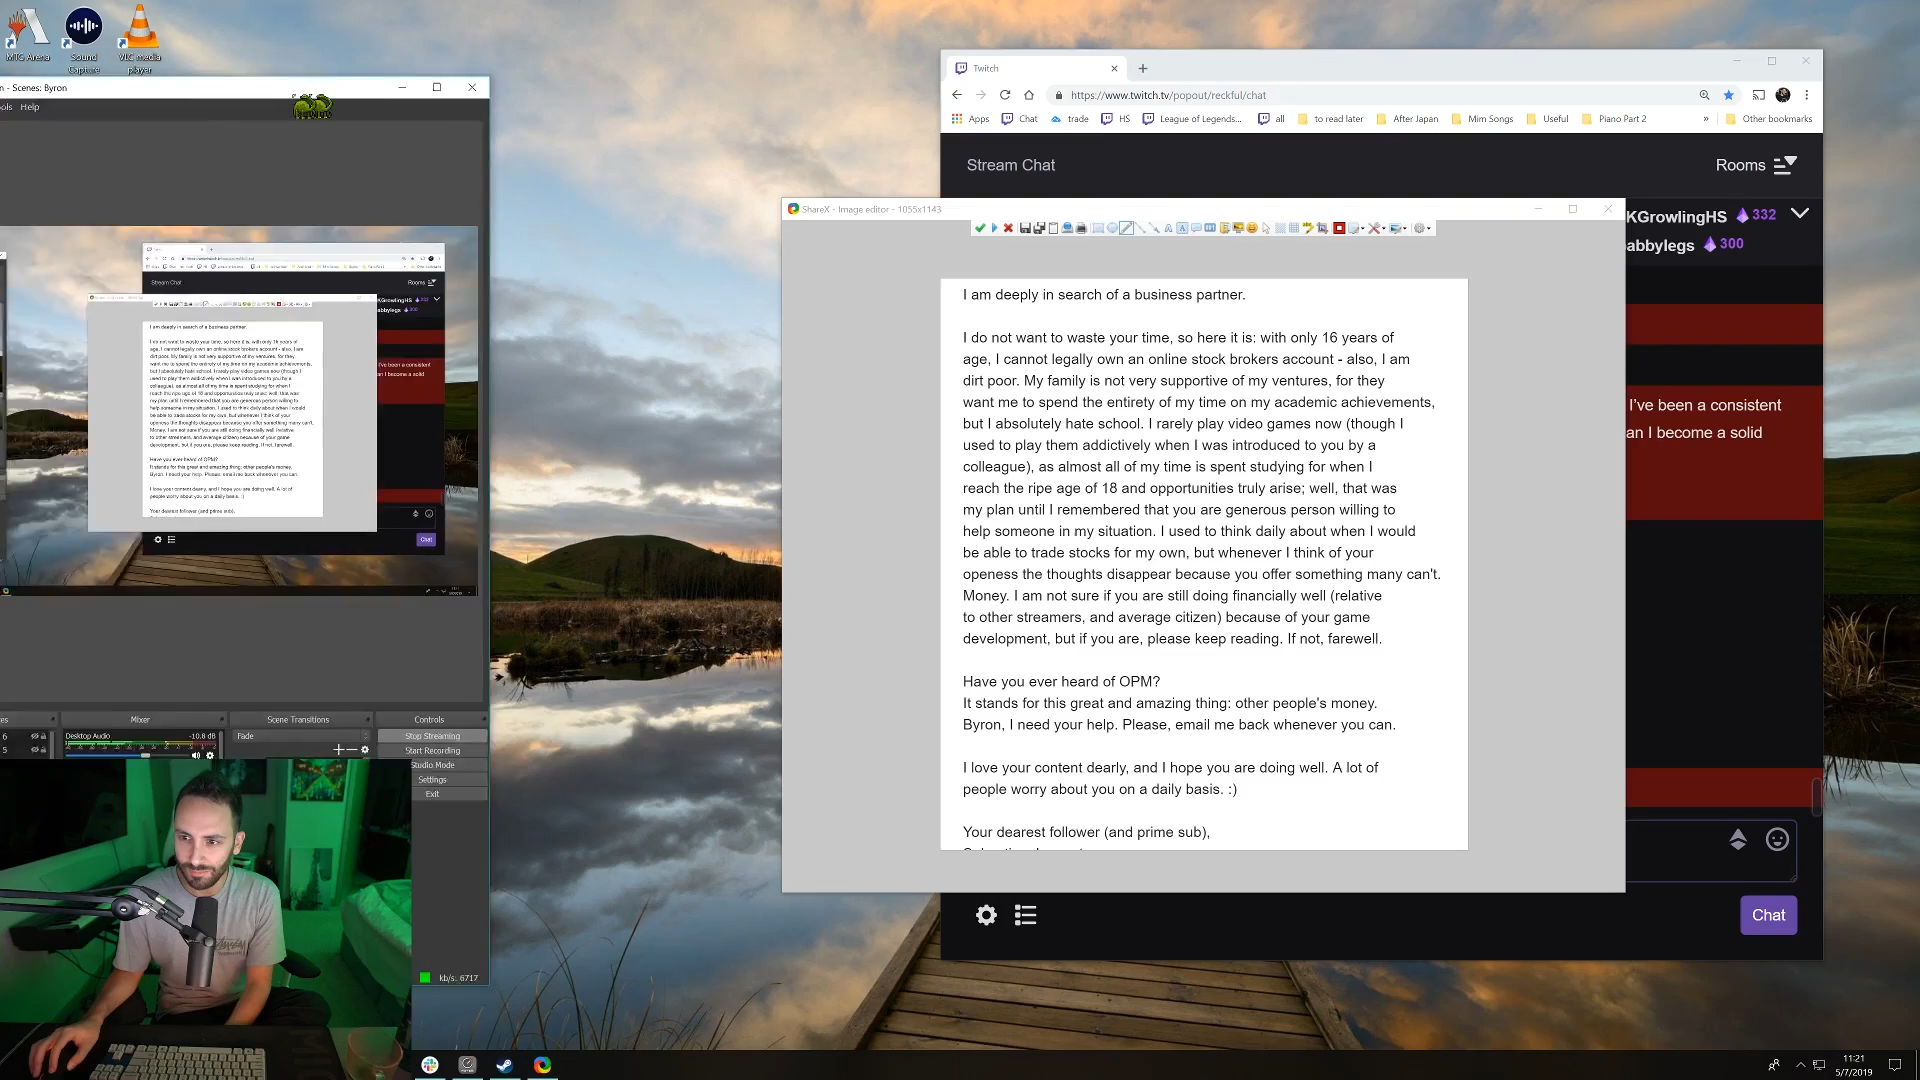 MTG Arena
Sound Capture
VLC media player
n - Scenes: Byron
ols Help
Twitch
https://www.twitch.tv/popout/reckful/chat
Apps Chat trade HS League of Legends... all to read later After Japan Mim Songs Useful Piano Part 2 » Other bookmarks
Stream Chat
Rooms
KGrowlingHS 332
abbylegs 300
I've been a consistent
an I become a solid
ShareX - Image editor - 1055x1143
I am deeply in search of a business partner.
I do not want to waste your time, so here it is: with only 16 years of
age, I cannot legally own an online stock brokers account - also, I am
dirt poor. My family is not very supportive of my ventures, for they
want me to spend the entirety of my time on my academic achievements,
but I absolutely hate school. I rarely play video games now (though I
used to play them addictively when I was introduced to you by a
colleague), as almost all of my time is spent studying for when I
reach the ripe age of 18 and opportunities truly arise; well, that was
my plan until I remembered that you are generous person willing to
help someone in my situation. I used to think daily about when I would
be able to trade stocks for my own, but whenever I think of your
openess the thoughts disappear because you offer something many can't.
Money. I am not sure if you are still doing financially well (relative
to other streamers, and average citizen) because of your game
development, but if you are, please keep reading. If not, farewell.
Have you ever heard of OPM?
It stands for this great and amazing thing: other people's money.
Byron, I need your help. Please, email me back whenever you can.
I love your content dearly, and I hope you are doing well. A lot of
people worry about you on a daily basis. :)
Your dearest follower (and prime sub),
Chat
es Mixer Scene Transitions Controls
6 Desktop Audio -10.8 dB Fade Stop Streaming
5 Start Recording
Studio Mode
Settings
Exit
kb/s: 6717
11:21
5/7/2019